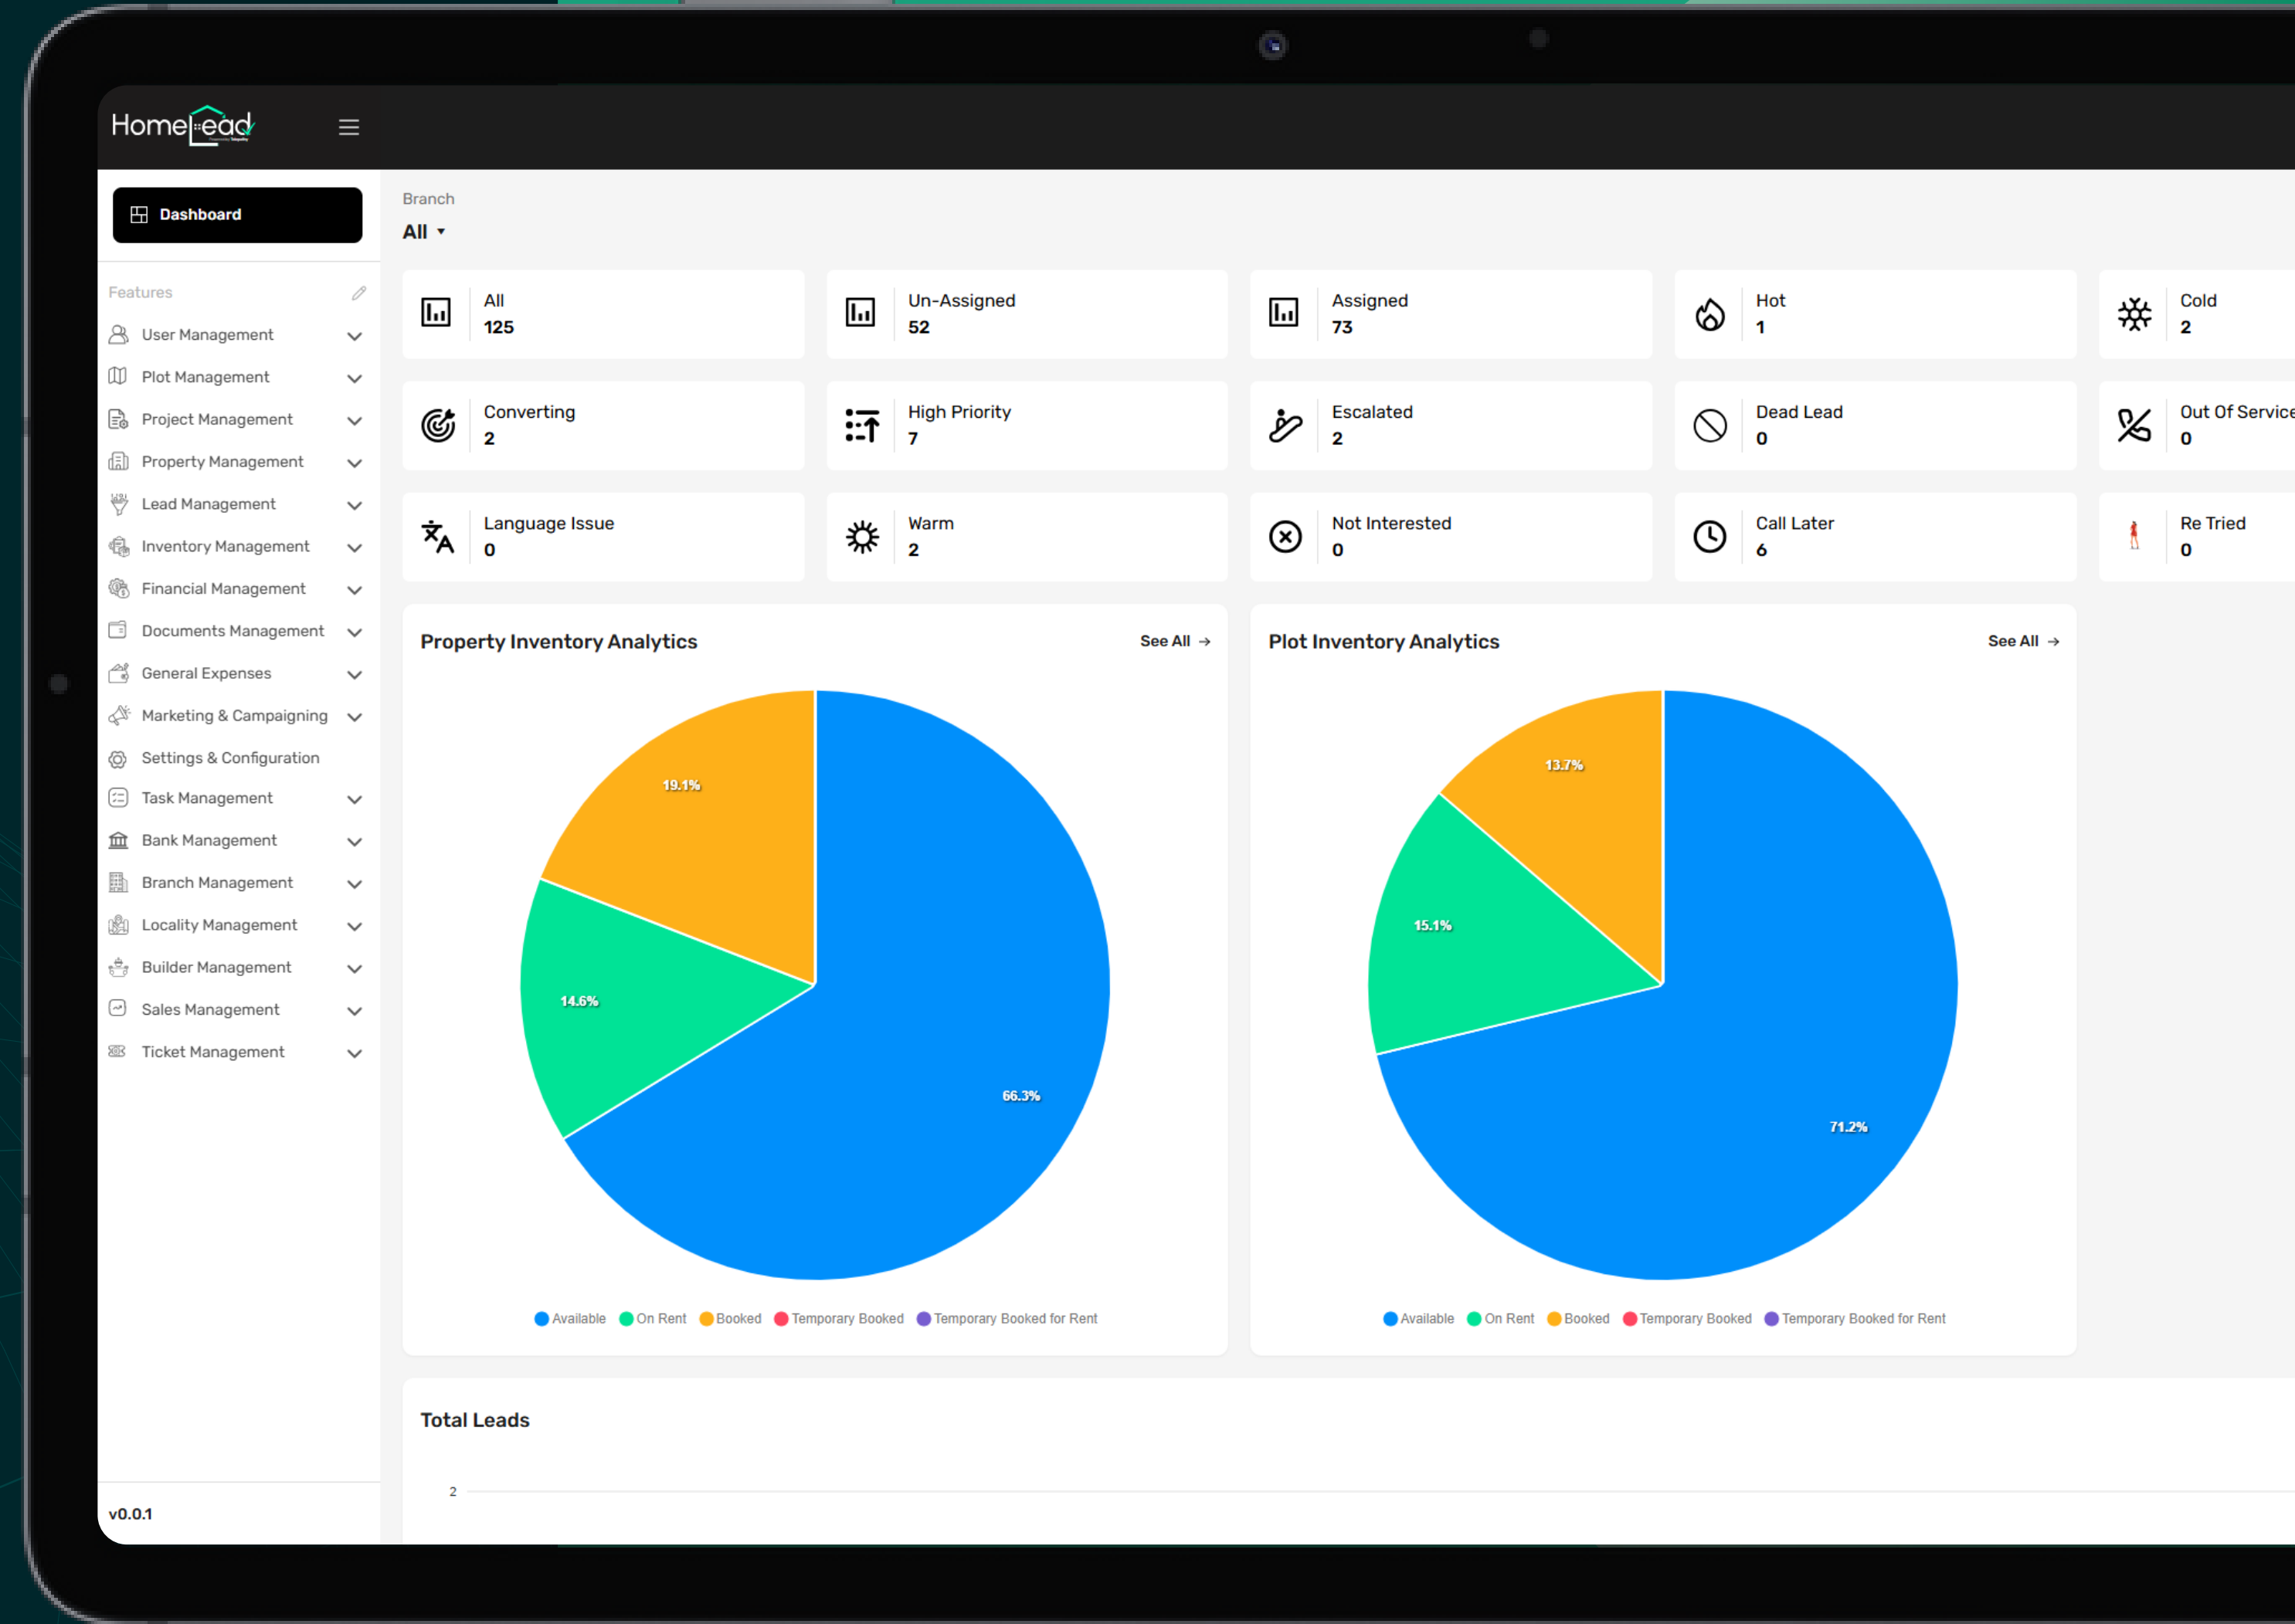 HomeLead
Dashboard
Features
User Management
Plot Management
Project Management
Property Management
Lead Management
Inventory Management
Financial Management
Documents Management
General Expenses
Marketing & Campaigning
Settings & Configuration
Task Management
Bank Management
Branch Management
Locality Management
Builder Management
Sales Management
Ticket Management
v0.0.1
Branch
All
All
125
Un-Assigned
52
Assigned
73
Hot
1
Cold
2
Converting
2
High Priority
7
Escalated
2
Dead Lead
0
Out Of Service
0
Language Issue
0
Warm
2
Not Interested
0
Call Later
6
Re Tried
0
Property Inventory Analytics
See All →
19.1%
14.6%
66.3%
Available On Rent Booked Temporary Booked Temporary Booked for Rent
Plot Inventory Analytics
See All →
13.7%
15.1%
71.2%
Available On Rent Booked Temporary Booked Temporary Booked for Rent
Total Leads
2